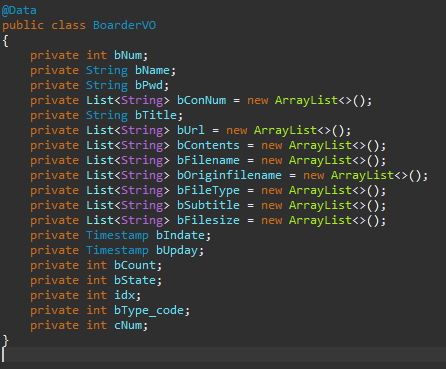 @Data
public class BoarderVO
{
    private int bNum;
    private String bName;
    private String bPwd;
    private List<String> bConNum = new ArrayList<>();
    private String bTitle;
    private List<String> bUrl = new ArrayList<>();
    private List<String> bContents = new ArrayList<>();
    private List<String> bFilename = new ArrayList<>();
    private List<String> bOriginfilename = new ArrayList<>();
    private List<String> bFileType = new ArrayList<>();
    private List<String> bSubtitle = new ArrayList<>();
    private List<String> bFilesize = new ArrayList<>();
    private Timestamp bIndate;
    private Timestamp bUpday;
    private int bCount;
    private int bState;
    private int idx;
    private int bType_code;
    private int cNum;
}